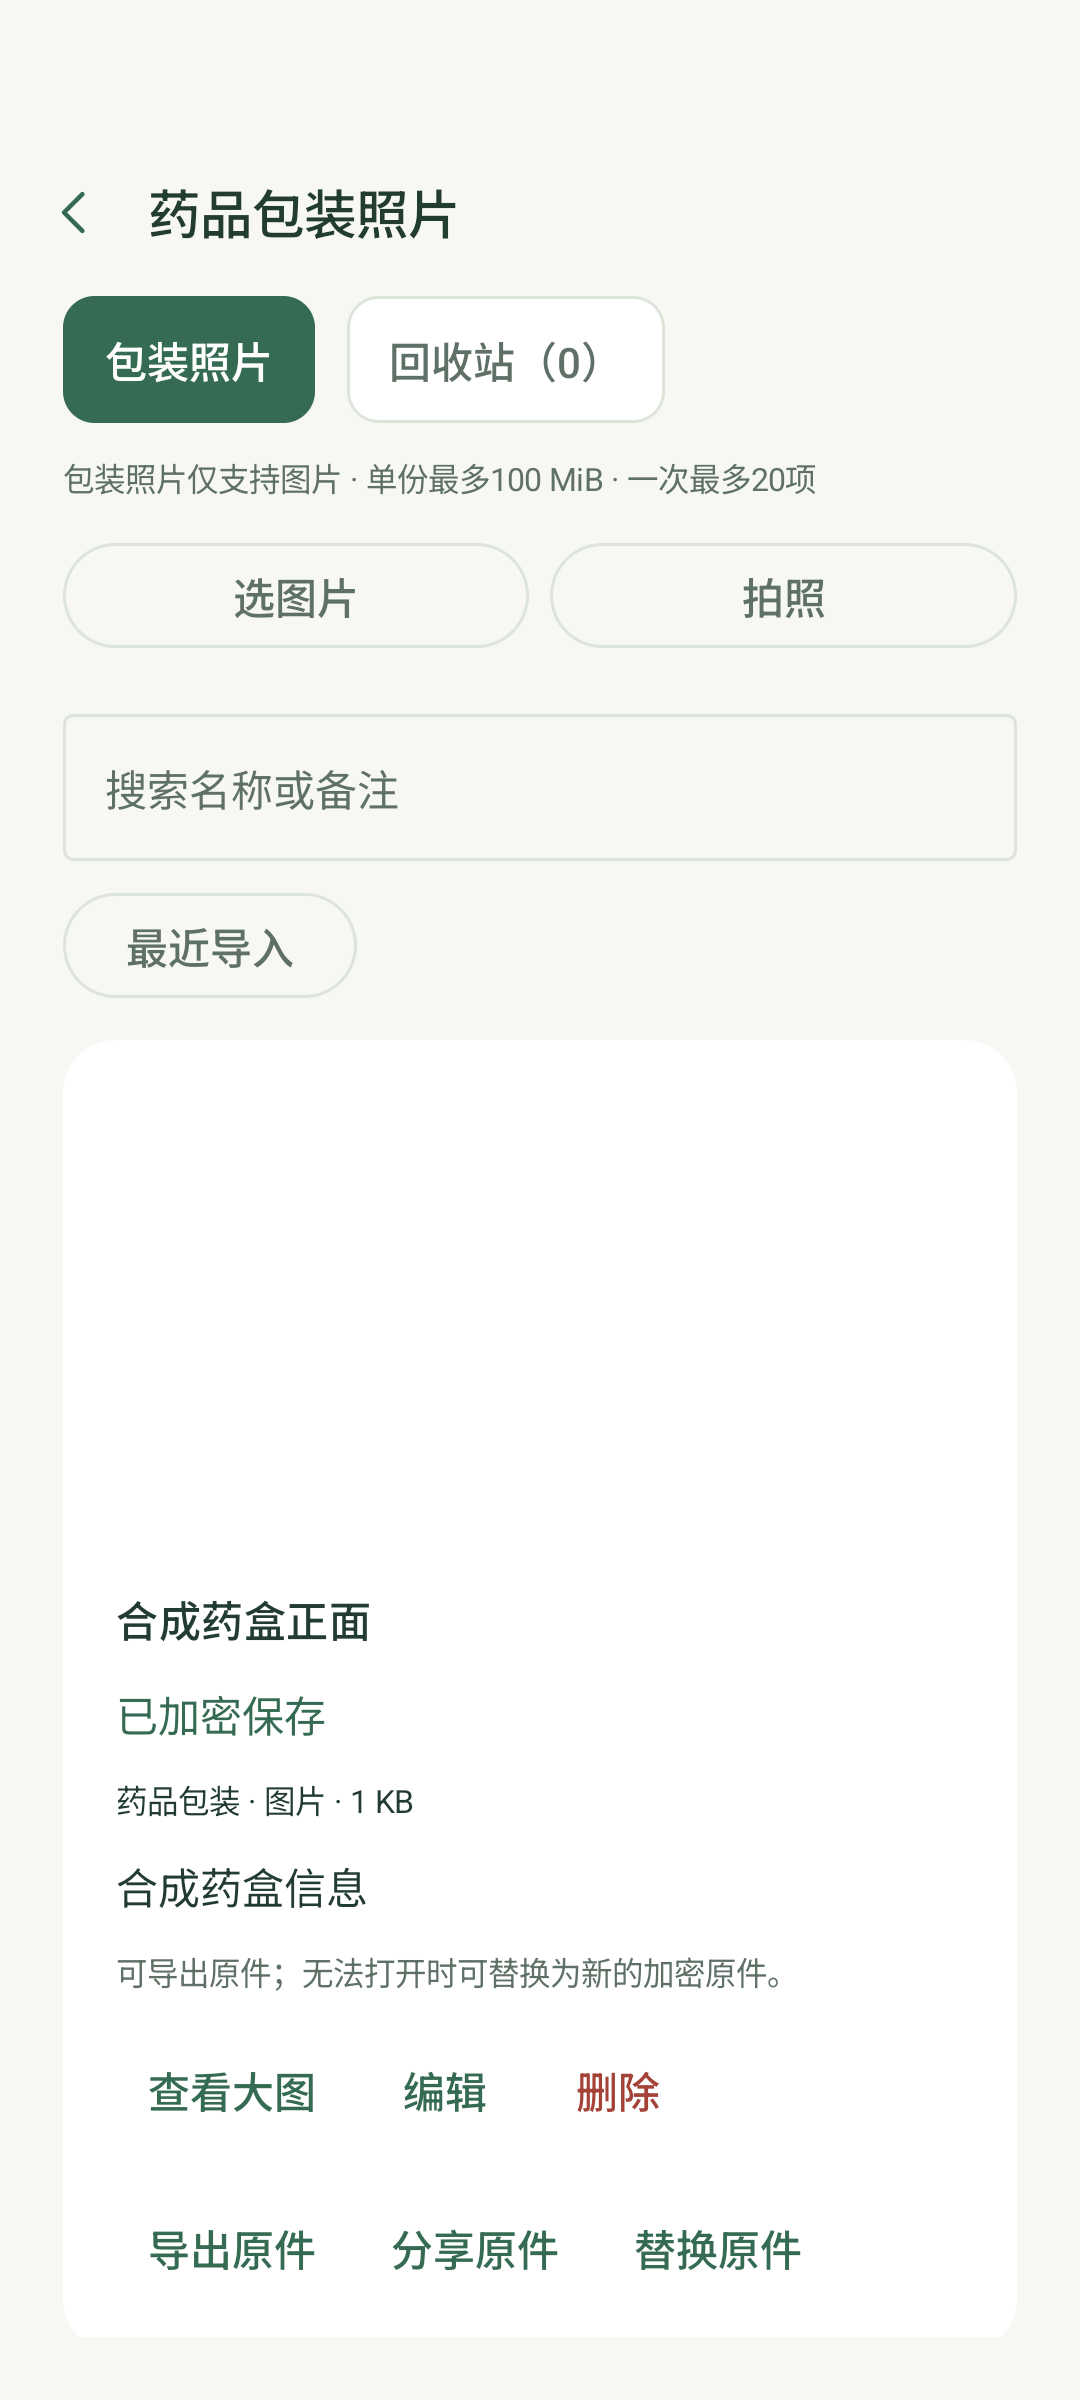 药品包装照片
包装照片
回收站（0）
包装照片仅支持图片 · 单份最多100 MiB · 一次最多20项
选图片
拍照
搜索名称或备注
最近导入
合成药盒正面
已加密保存
药品包装 · 图片 · 1 KB
合成药盒信息
可导出原件；无法打开时可替换为新的加密原件。
查看大图 编辑 删除
导出原件 分享原件 替换原件